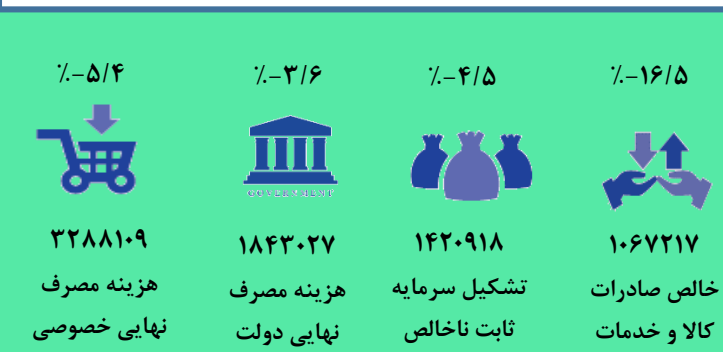 ٪-۱۶/۵
٪-۴/۵
٪-۳/۶
٪-۵/۴
GOVERNMENT
۱۰۶۷۲۱۷
۱۴۲۰۹۱۸
۱۸۴۳۰۲۷
۳۲۸۸۱۰۹
خالص صادرات
کالا و خدمات
تشکیل سرمایه
ثابت ناخالص
هزینه مصرف
نهایی دولت
هزینه مصرف
نهایی خصوصی